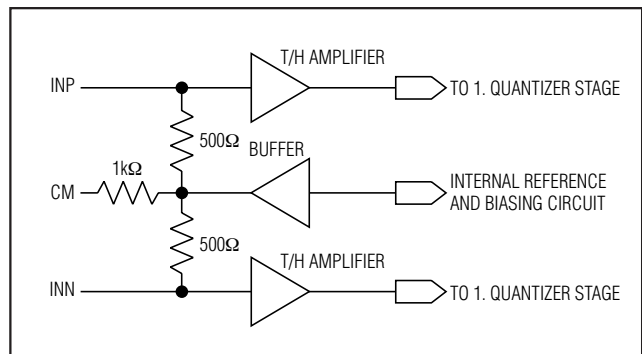 T/H AMPLIFIER
INP
TO 1. QUANTIZER STAGE
500Ω
BUFFER
1kΩ
CM
INTERNAL REFERENCE
AND BIASING CIRCUIT
500Ω
T/H AMPLIFIER
INN
TO 1. QUANTIZER STAGE